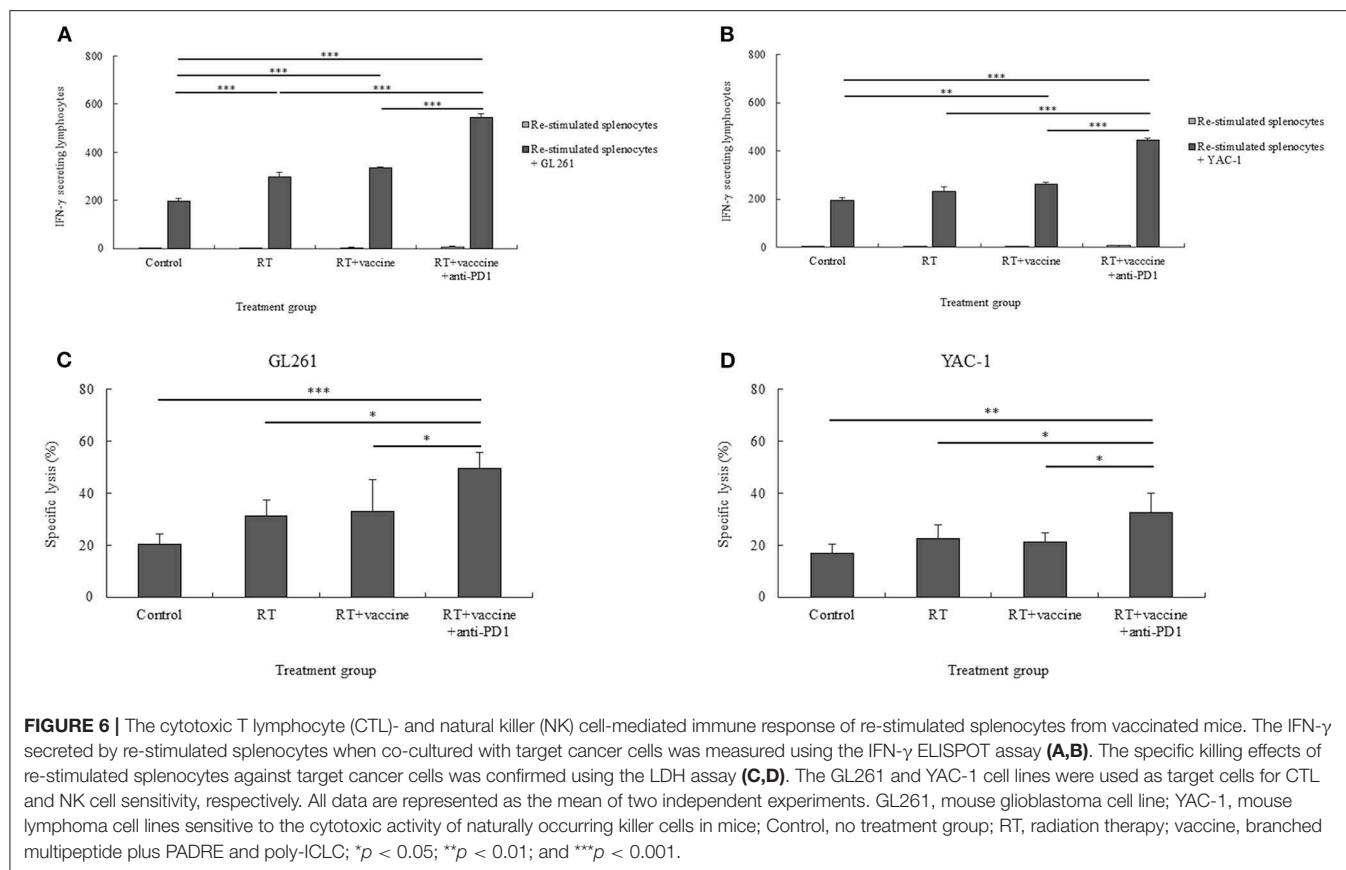 A
***
***
***
***
***
800
600
400
200
0
IFN-γ secreting lymphocytes
Re-stimulated splenocytes
Re-stimulated splenocytes
+ GL261
Control
RT
RT+vaccine
RT+vacccine
+anti-PD1
Treatment group
B
***
**
***
***
800
600
400
200
0
IFN-γ secreting lymphocytes
Re-stimulated splenocytes
Re-stimulated splenocytes
+ YAC-1
Control
RT
RT+vaccine
RT+vacccine
+anti-PD1
Treatment group
C
GL261
***
*
*
80
60
40
20
0
Specific lysis (%)
Control
RT
RT+vaccine
RT+vaccine
+anti-PD1
Treatment group
D
YAC-1
**
*
*
80
60
40
20
0
Specific lysis (%)
Control
RT
RT+vaccine
RT+vaccine
+anti-PD1
Treatment group
FIGURE 6 | The cytotoxic T lymphocyte (CTL)- and natural killer (NK) cell-mediated immune response of re-stimulated splenocytes from vaccinated mice. The IFN-γ
secreted by re-stimulated splenocytes when co-cultured with target cancer cells was measured using the IFN-γ ELISPOT assay (A,B). The specific killing effects of
re-stimulated splenocytes against target cancer cells was confirmed using the LDH assay (C,D). The GL261 and YAC-1 cell lines were used as target cells for CTL
and NK cell sensitivity, respectively. All data are represented as the mean of two independent experiments. GL261, mouse glioblastoma cell line; YAC-1, mouse
lymphoma cell lines sensitive to the cytotoxic activity of naturally occurring killer cells in mice; Control, no treatment group; RT, radiation therapy; vaccine, branched
multipeptide plus PADRE and poly-ICLC; *p < 0.05; **p < 0.01; and ***p < 0.001.